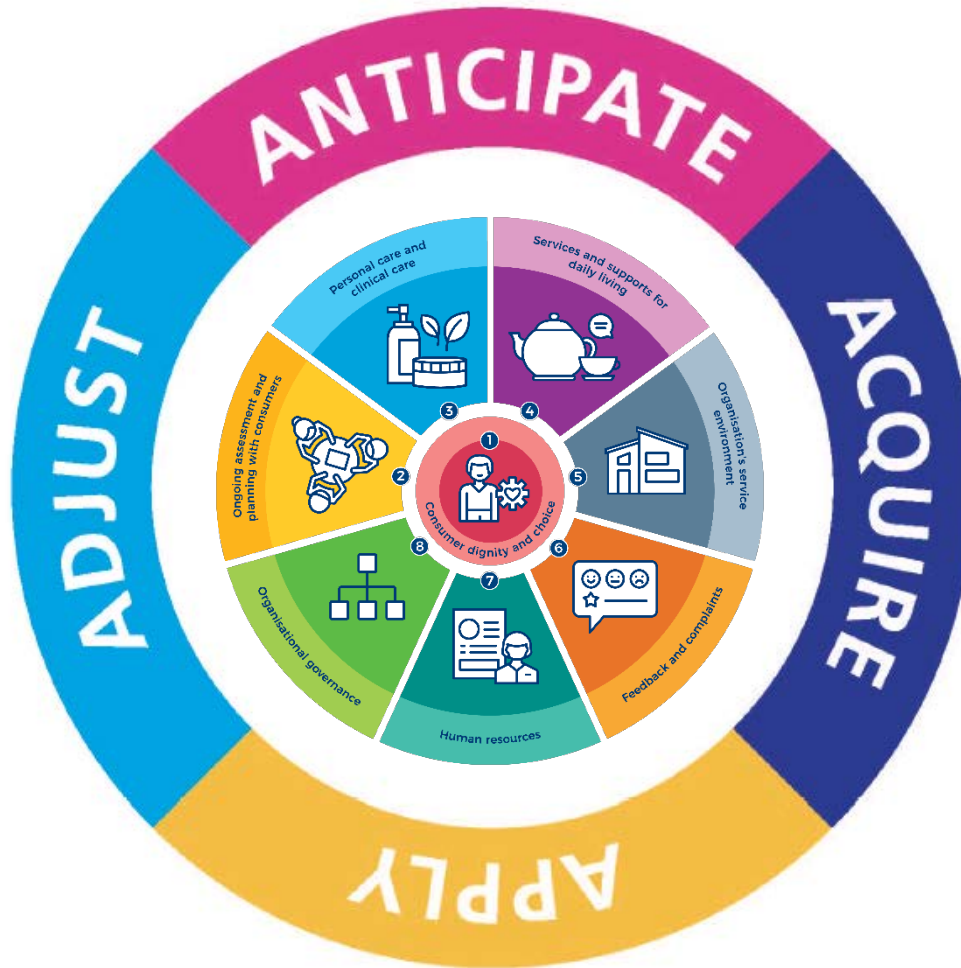 ANTICIPATE
ACQUIRE
APPLY
ADJUST
1
Consumer dignity and choice
2
Ongoing assessment and
planning with consumers
3
Personal care and
clinical care
4
Services and supports for
daily living
5
Organisation's service
environment
6
Feedback and complaints
7
Human resources
8
Organisational governance